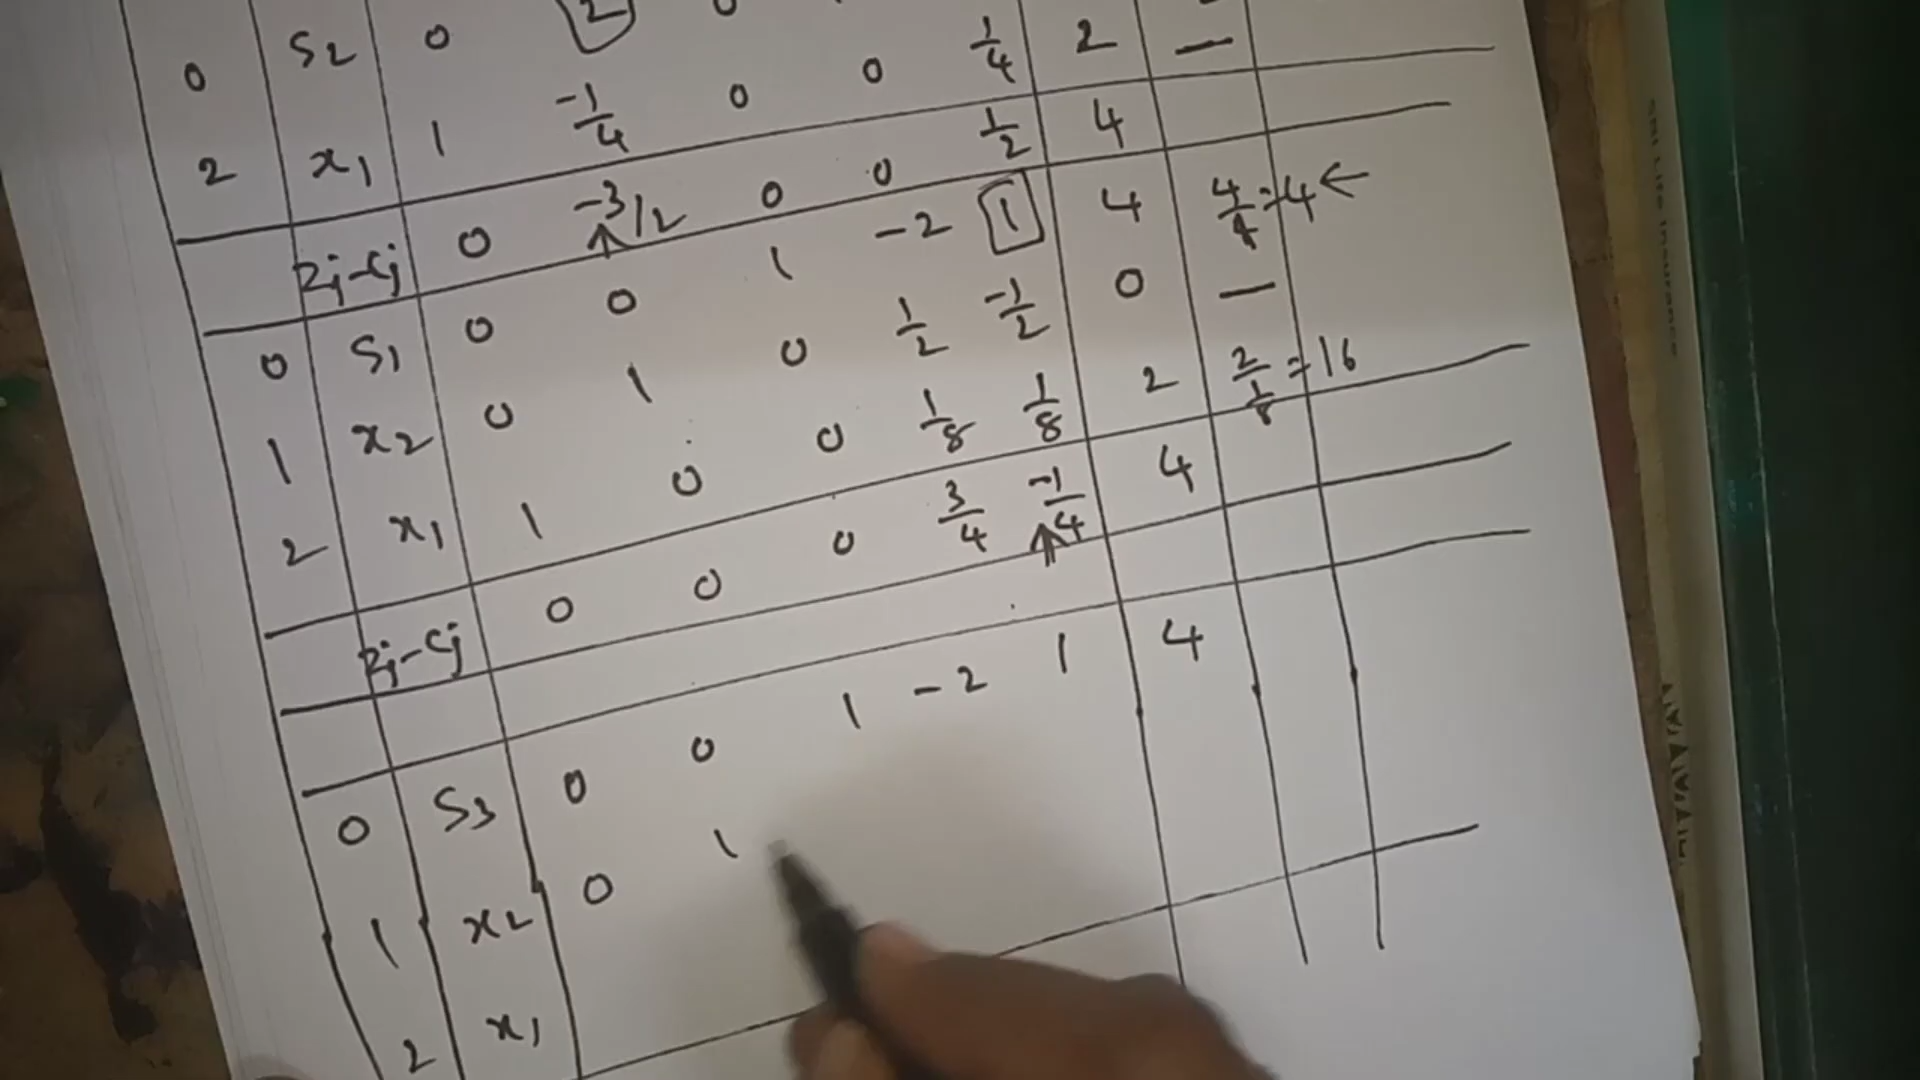 0 S2 0 2 0 1/4 2 —
2 x1 1 -1/4 0 0 1/4 2 —
Zj-Cj 0 -3/2 0 0 1/2 4
0 S1 0 0 1 -2 1 4 4/1=4←
1 x2 0 1 0 1/2 -1/2 0 —
2 x1 1 0 0 1/8 1/8 2 2/1/8=16
Zj-Cj 0 0 0 3/4 -1/4 4
0 S3 0 0 1 -2 1 4
1 x2 0 1
2 x1